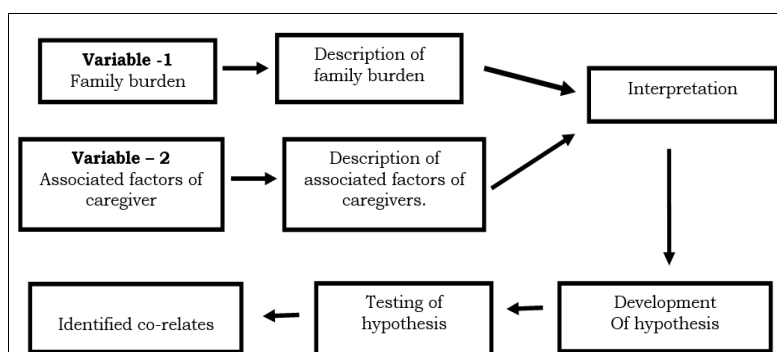 Variable -1
Family burden
Description of
family burden
Interpretation
Variable – 2
Associated factors of
caregiver
Description of
associated factors of
caregivers.
Identified co-relates
Testing of
hypothesis
Development
Of hypothesis